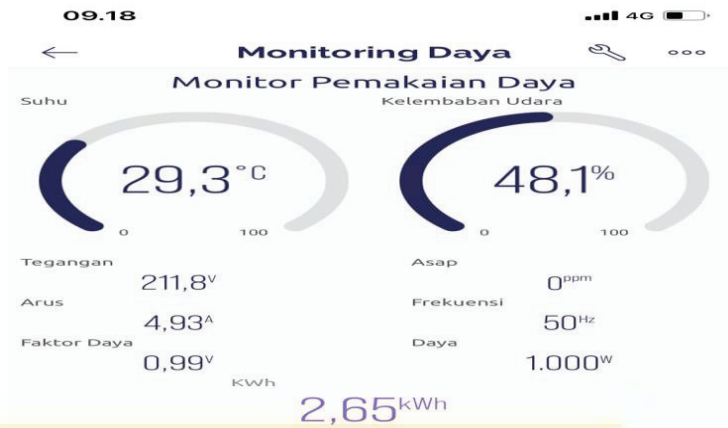 09.18 4G
Monitoring Daya
Monitor Pemakaian Daya
Suhu Kelembaban Udara
29,3°C 48,1%
0 100 0 100
Tegangan Asap
211,8V 0ppm
Arus Frekuensi
4,93A 50Hz
Faktor Daya Daya
0,99V 1.000W
KWh
2,65kWh